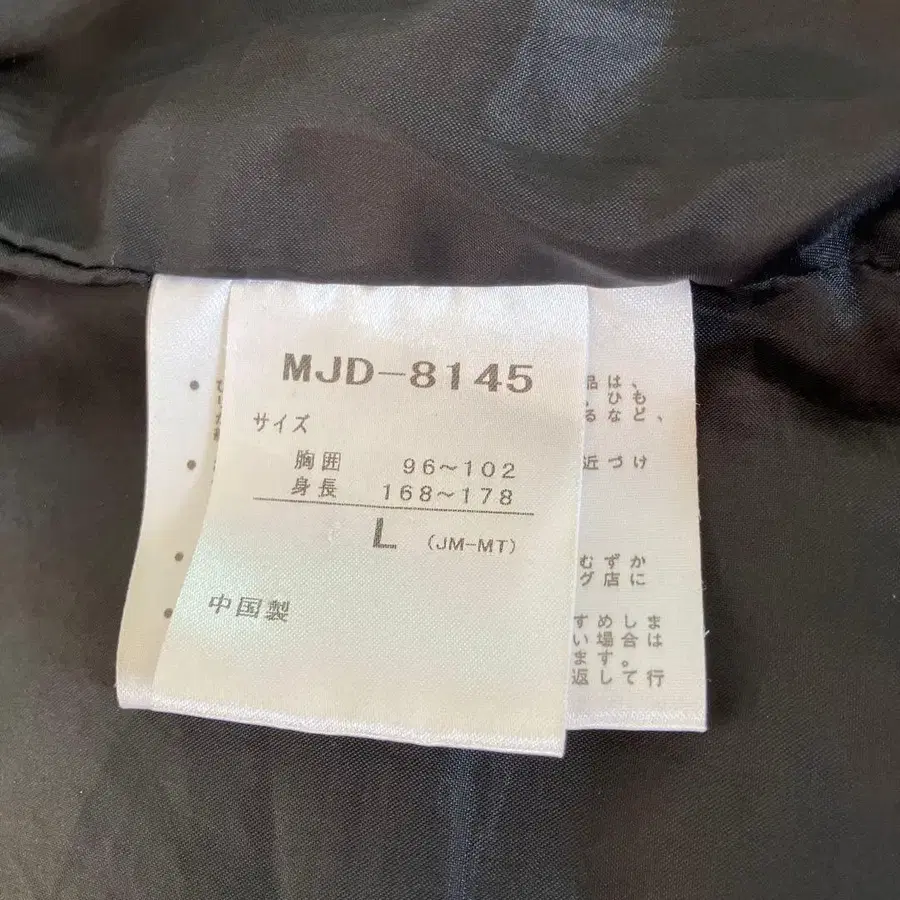 MJD-8145
サイズ
胸囲 96～102
身長 168～178
L (JM-MT)
中国製
品は、
ひも
るなど、
近づけ
むずか
グ店に
すめしま
い場合は
ます。
返して行